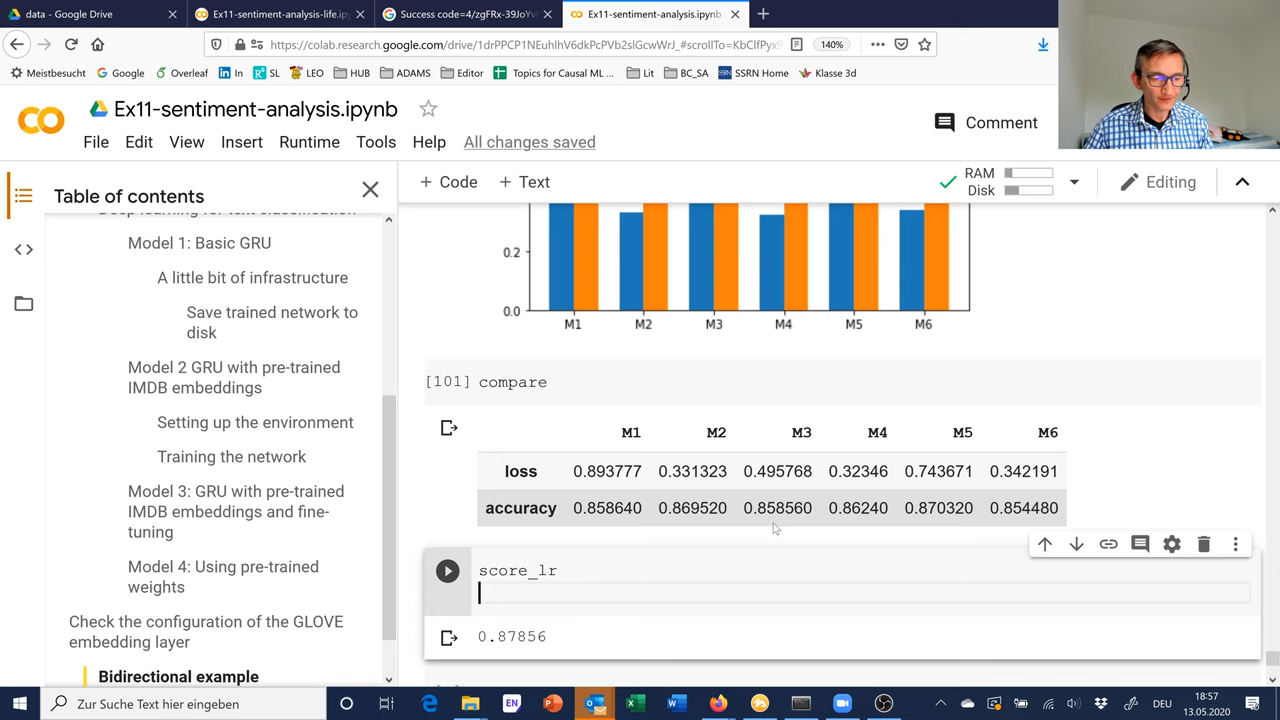 data - Google Drive
Ex11-sentiment-analysis-life.ipy
Success code=4/zgFRx-39JoYv
Ex11-sentiment-analysis.ipynb
https://colab.research.google.com/drive/1drPPCP1NEuhlhV6dkPcPVb2slGcwWrJ_#scrollTo=KbClfPyx9
140%
Meistbesucht
Google
Overleaf
In
SL
LEO
HUB
ADAMS
Editor
Topics for Causal ML ...
Lit
BC_SA
SSRN Home
Klasse 3d
Ex11-sentiment-analysis.ipynb
Comment
File Edit View Insert Runtime Tools Help All changes saved
Table of contents
+ Code + Text
RAM
Disk
Editing
Deep learning for text classification
Model 1: Basic GRU
A little bit of infrastructure
Save trained network to
disk
Model 2 GRU with pre-trained
IMDB embeddings
Setting up the environment
Training the network
Model 3: GRU with pre-trained
IMDB embeddings and fine-
tuning
Model 4: Using pre-trained
weights
Check the configuration of the GLOVE
embedding layer
Bidirectional example
0.2
0.0
M1 M2 M3 M4 M5 M6
[101] compare
M1 M2 M3 M4 M5 M6
loss 0.893777 0.331323 0.495768 0.32346 0.743671 0.342191
accuracy 0.858640 0.869520 0.858560 0.86240 0.870320 0.854480
score_lr
0.87856
Zur Suche Text hier eingeben
EN
DEU
18:57
13.05.2020